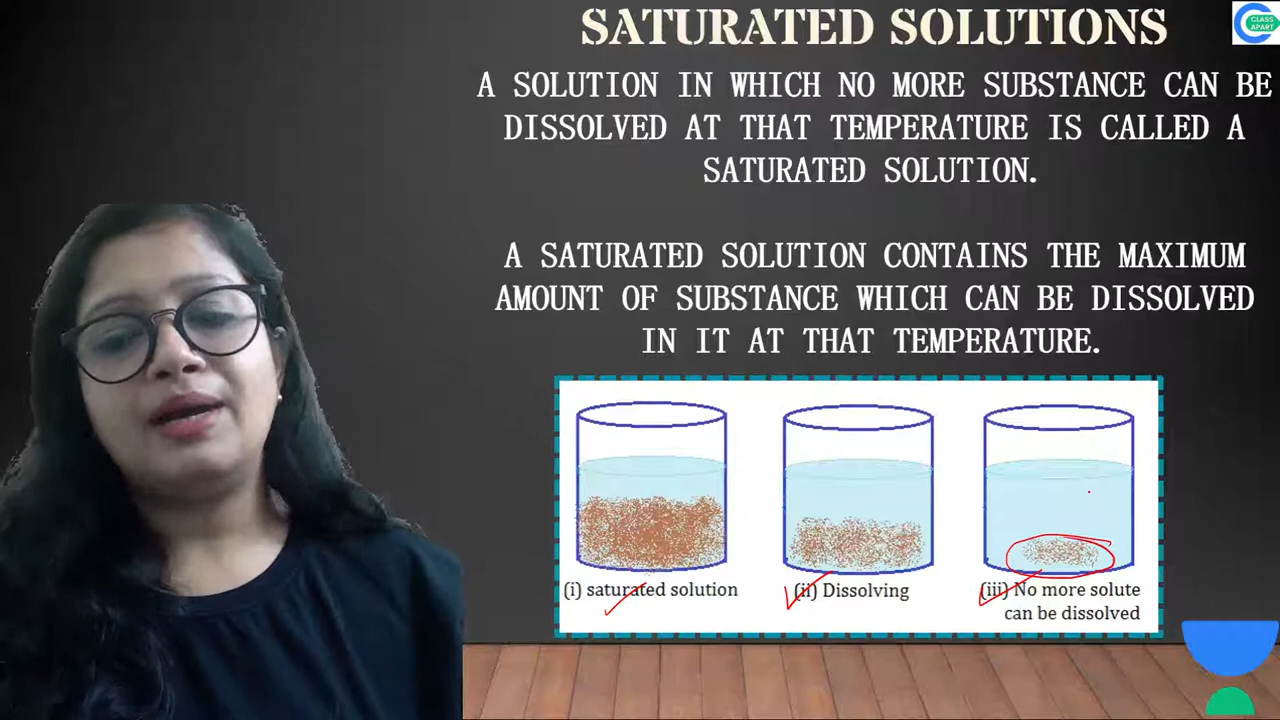 SATURATED SOLUTIONS
CLASS
APART
A SOLUTION IN WHICH NO MORE SUBSTANCE CAN BE
DISSOLVED AT THAT TEMPERATURE IS CALLED A
SATURATED SOLUTION.
A SATURATED SOLUTION CONTAINS THE MAXIMUM
AMOUNT OF SUBSTANCE WHICH CAN BE DISSOLVED
IN IT AT THAT TEMPERATURE.
(i) saturated solution
(ii) Dissolving
(iii) No more solute
can be dissolved